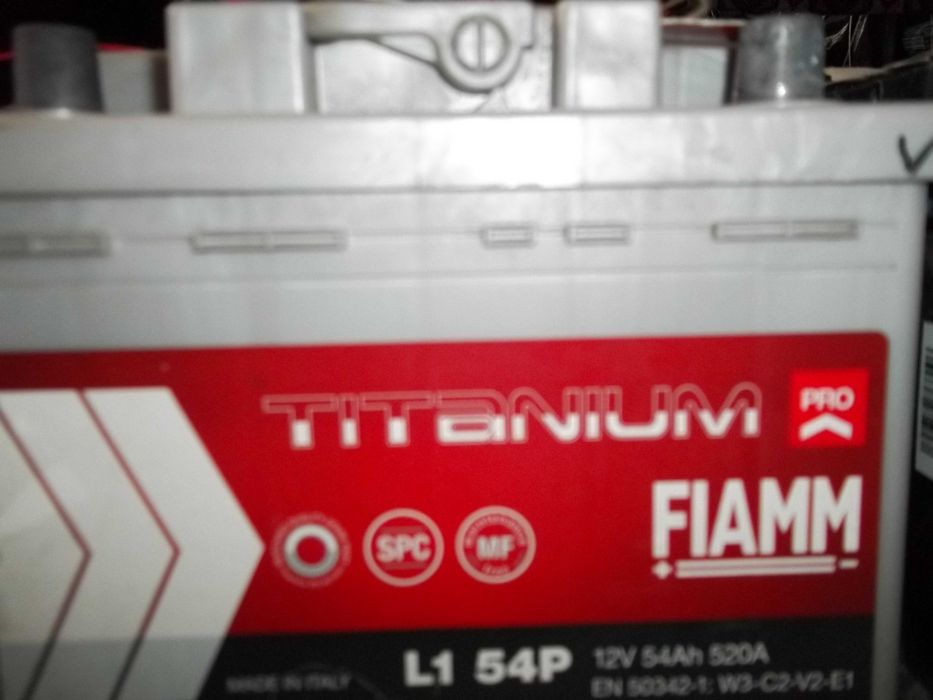 V
TITANIUM
PRO
FIAMM
SPC
MF
L1 54P
12V 54Ah 520A
MADE IN ITALY
EN 50342-1: W3-C2-V2-E1